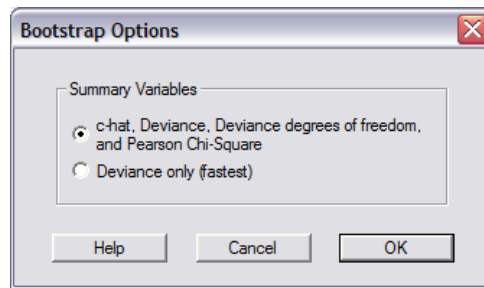 Bootstrap Options
Summary Variables
c-hat, Deviance, Deviance degrees of freedom,
and Pearson Chi-Square
Deviance only (fastest)
Help Cancel OK